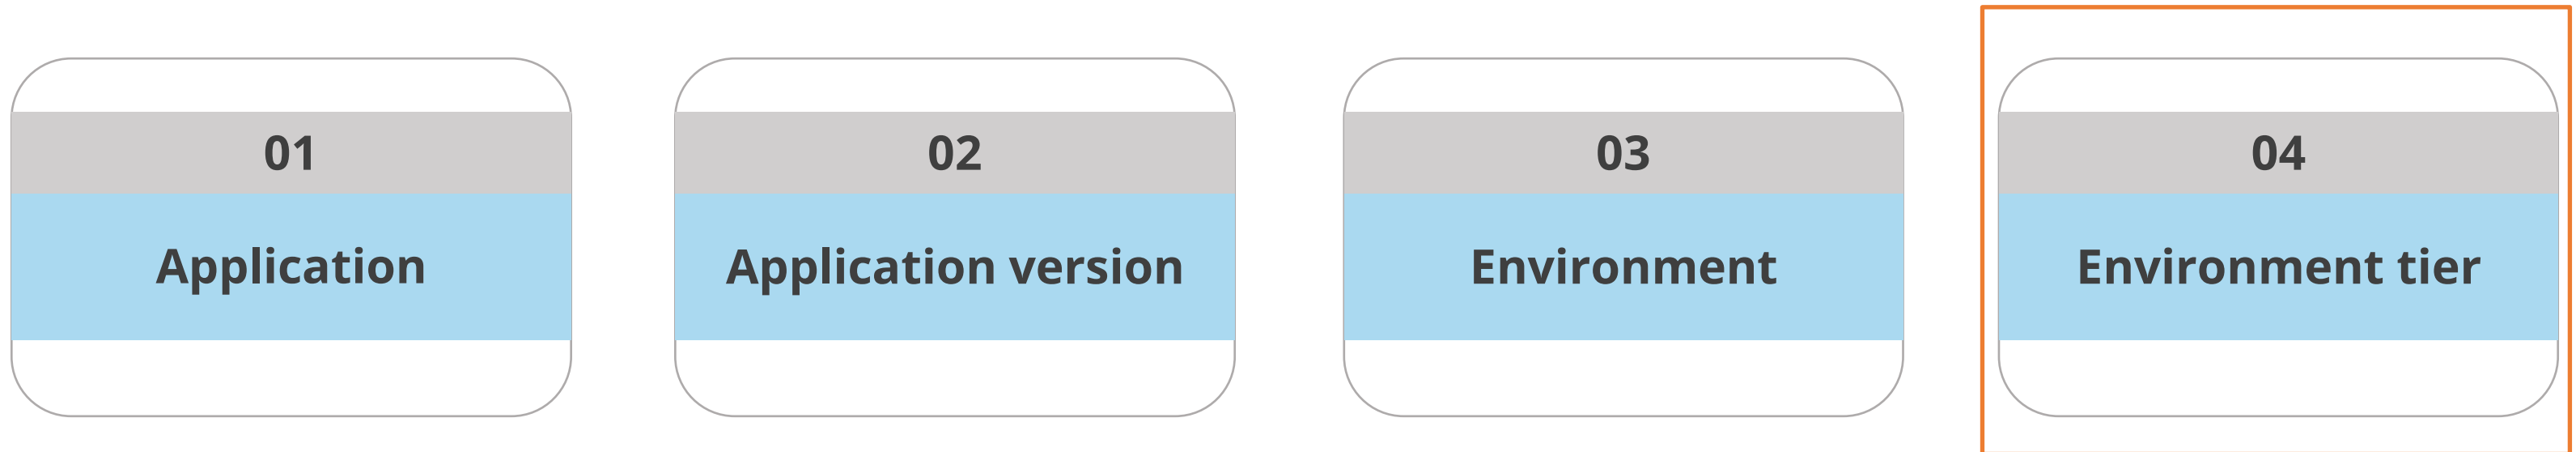 01
Application
02
Application version
03
Environment
04
Environment tier